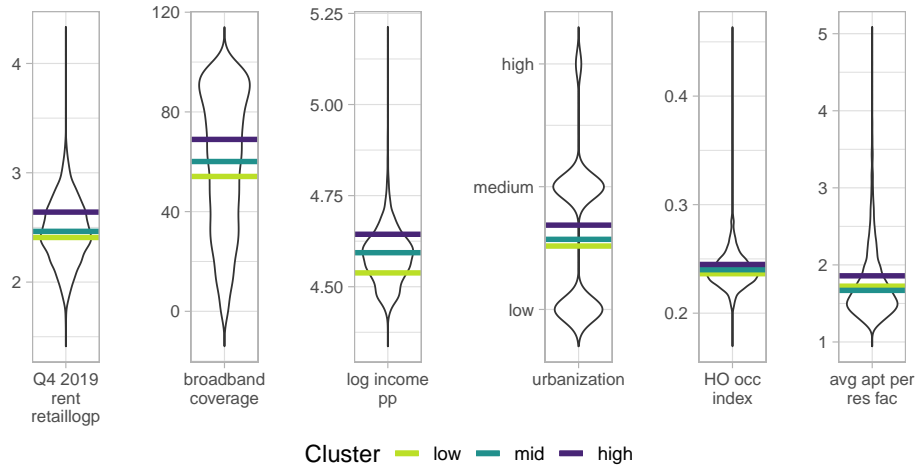 4
3
2
Q4 2019
rent
retaillogp
120
80
40
0
broadband
coverage
5.25
5.00
4.75
4.50
log income
pp
high
medium
low
urbanization
0.4
0.3
0.2
HO occ
index
5
4
3
2
1
avg apt per
res fac
Cluster low mid high